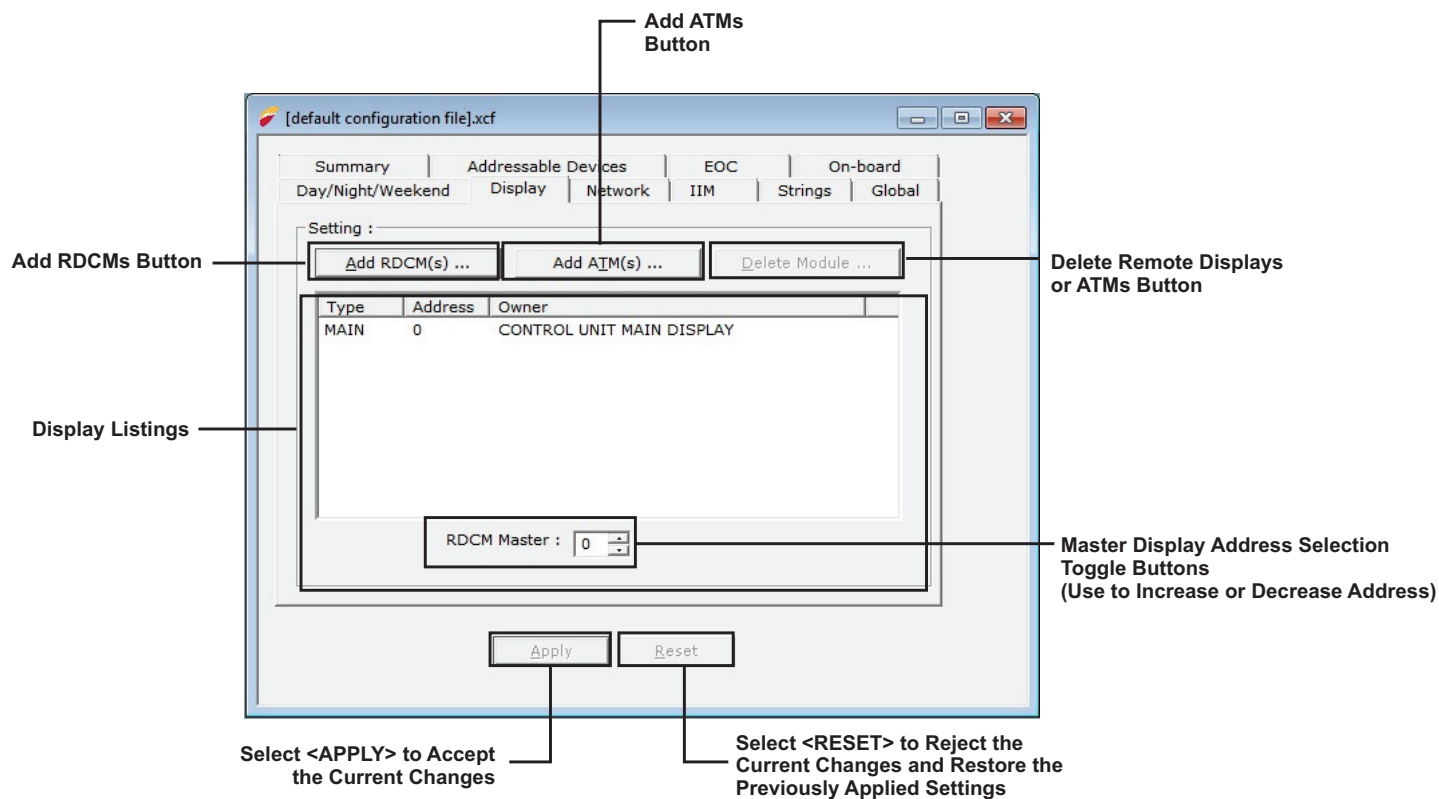 Add ATMs
Button
[default configuration file].xcf
Summary Addressable Devices EOC On-board
Day/Night/Weekend Display Network IIM Strings Global
Setting :
Add RDCMs Button
Add RDCM(s) ... Add ATM(s) ... Delete Module ...
Delete Remote Displays
or ATMs Button
Type Address Owner
MAIN 0 CONTROL UNIT MAIN DISPLAY
Display Listings
RDCM Master : 0
Master Display Address Selection
Toggle Buttons
(Use to Increase or Decrease Address)
Apply Reset
Select <APPLY> to Accept
the Current Changes
Select <RESET> to Reject the
Current Changes and Restore the
Previously Applied Settings